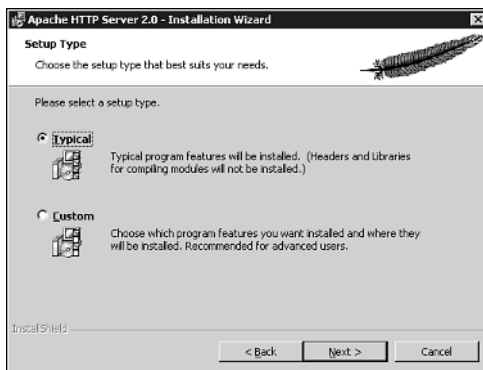 Apache HTTP Server 2.0 - Installation Wizard
Setup Type
Choose the setup type that best suits your needs.
Please select a setup type.
Typical
Typical program features will be installed. (Headers and Libraries
for compiling modules will not be installed.)
Custom
Choose which program features you want installed and where they
will be installed. Recommended for advanced users.
InstallShield
< Back
Next >
Cancel